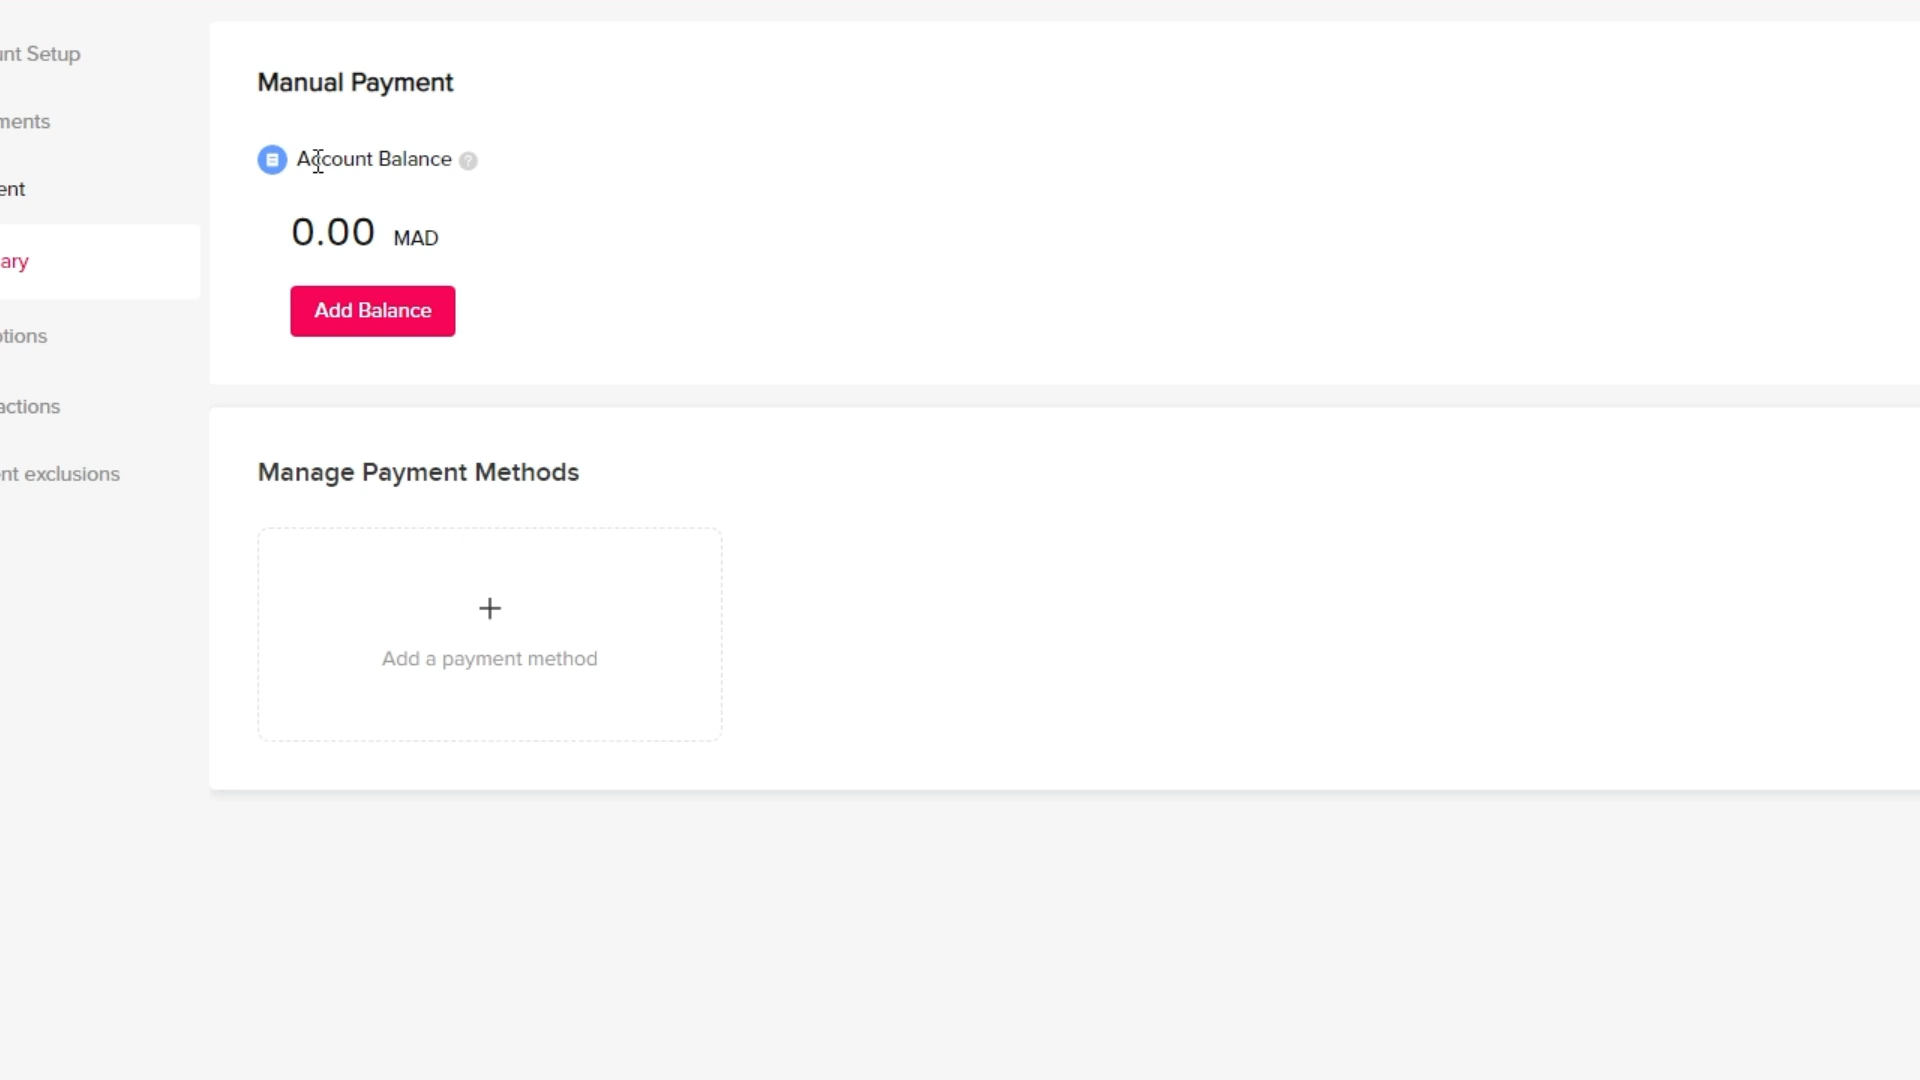 unt Setup
ments
ent
ary
otions
actions
nt exclusions
Manual Payment
Account Balance ?
0.00 MAD
Add Balance
Manage Payment Methods
+
Add a payment method